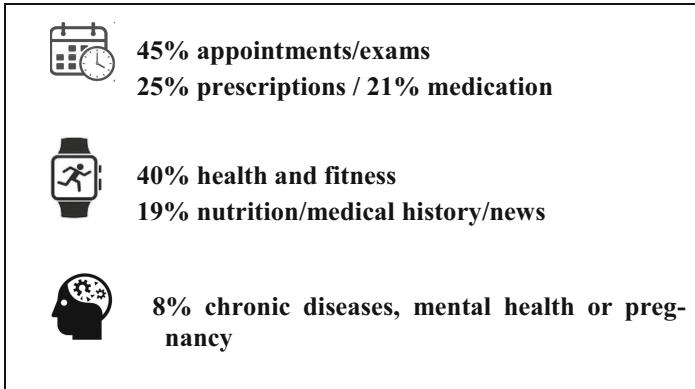 45% appointments/exams
25% prescriptions / 21% medication
40% health and fitness
19% nutrition/medical history/news
8% chronic diseases, mental health or preg-
nancy